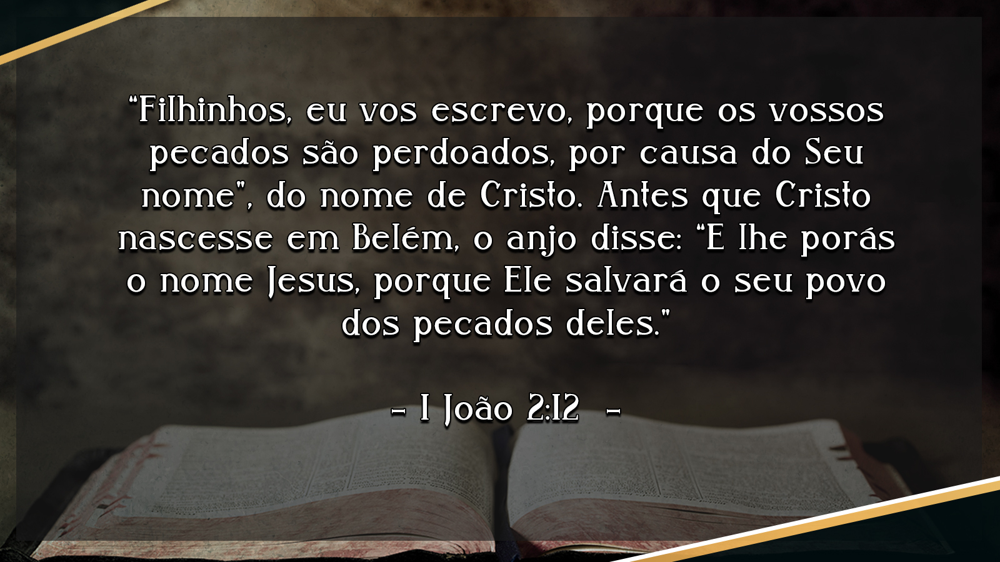 “Filhinhos, eu vos escrevo, porque os vossos
pecados são perdoados, por causa do Seu
nome”, do nome de Cristo. Antes que Cristo
nascesse em Belém, o anjo disse: “E lhe porás
o nome Jesus, porque Ele salvará o seu povo
dos pecados deles.”
- I João 2:12 -